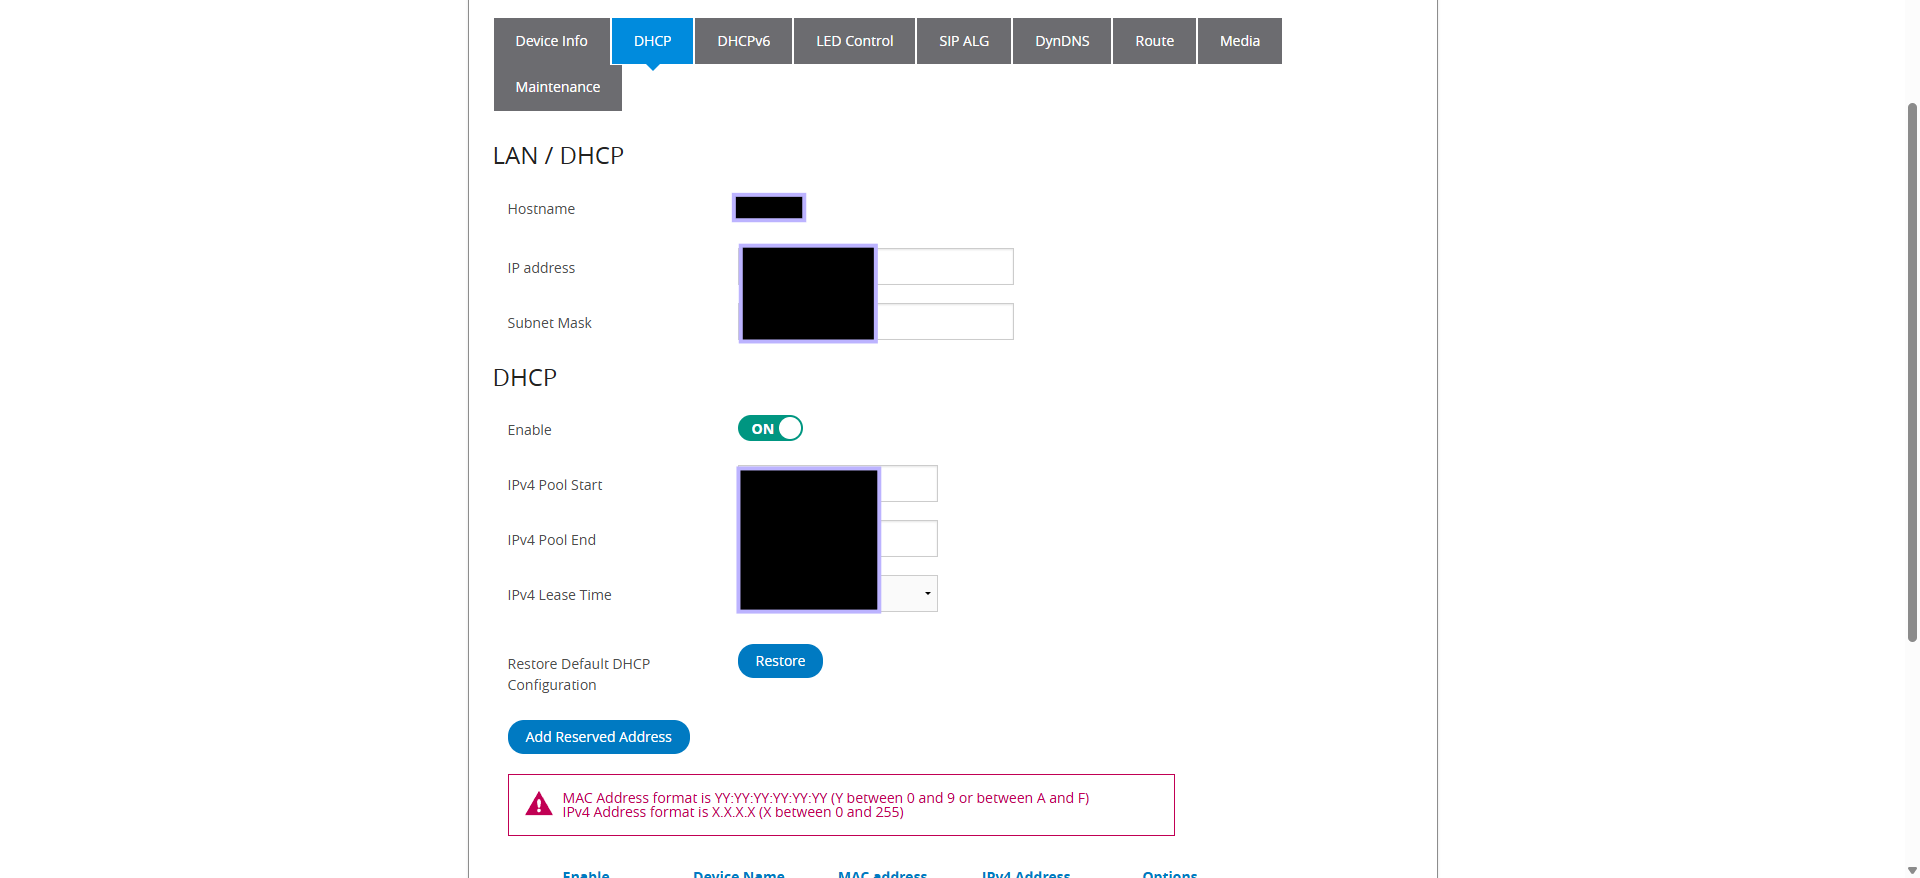 Device Info
DHCP
DHCPv6
LED Control
SIP ALG
DynDNS
Route
Media
Maintenance
LAN / DHCP
Hostname
IP address
Subnet Mask
DHCP
Enable
ON
IPv4 Pool Start
IPv4 Pool End
IPv4 Lease Time
Restore Default DHCP
Configuration
Restore
Add Reserved Address
MAC Address format is YY:YY:YY:YY:YY:YY (Y between 0 and 9 or between A and F)
IPv4 Address format is X.X.X.X (X between 0 and 255)
Enable
Device Name
MAC address
IPv4 Address
Options